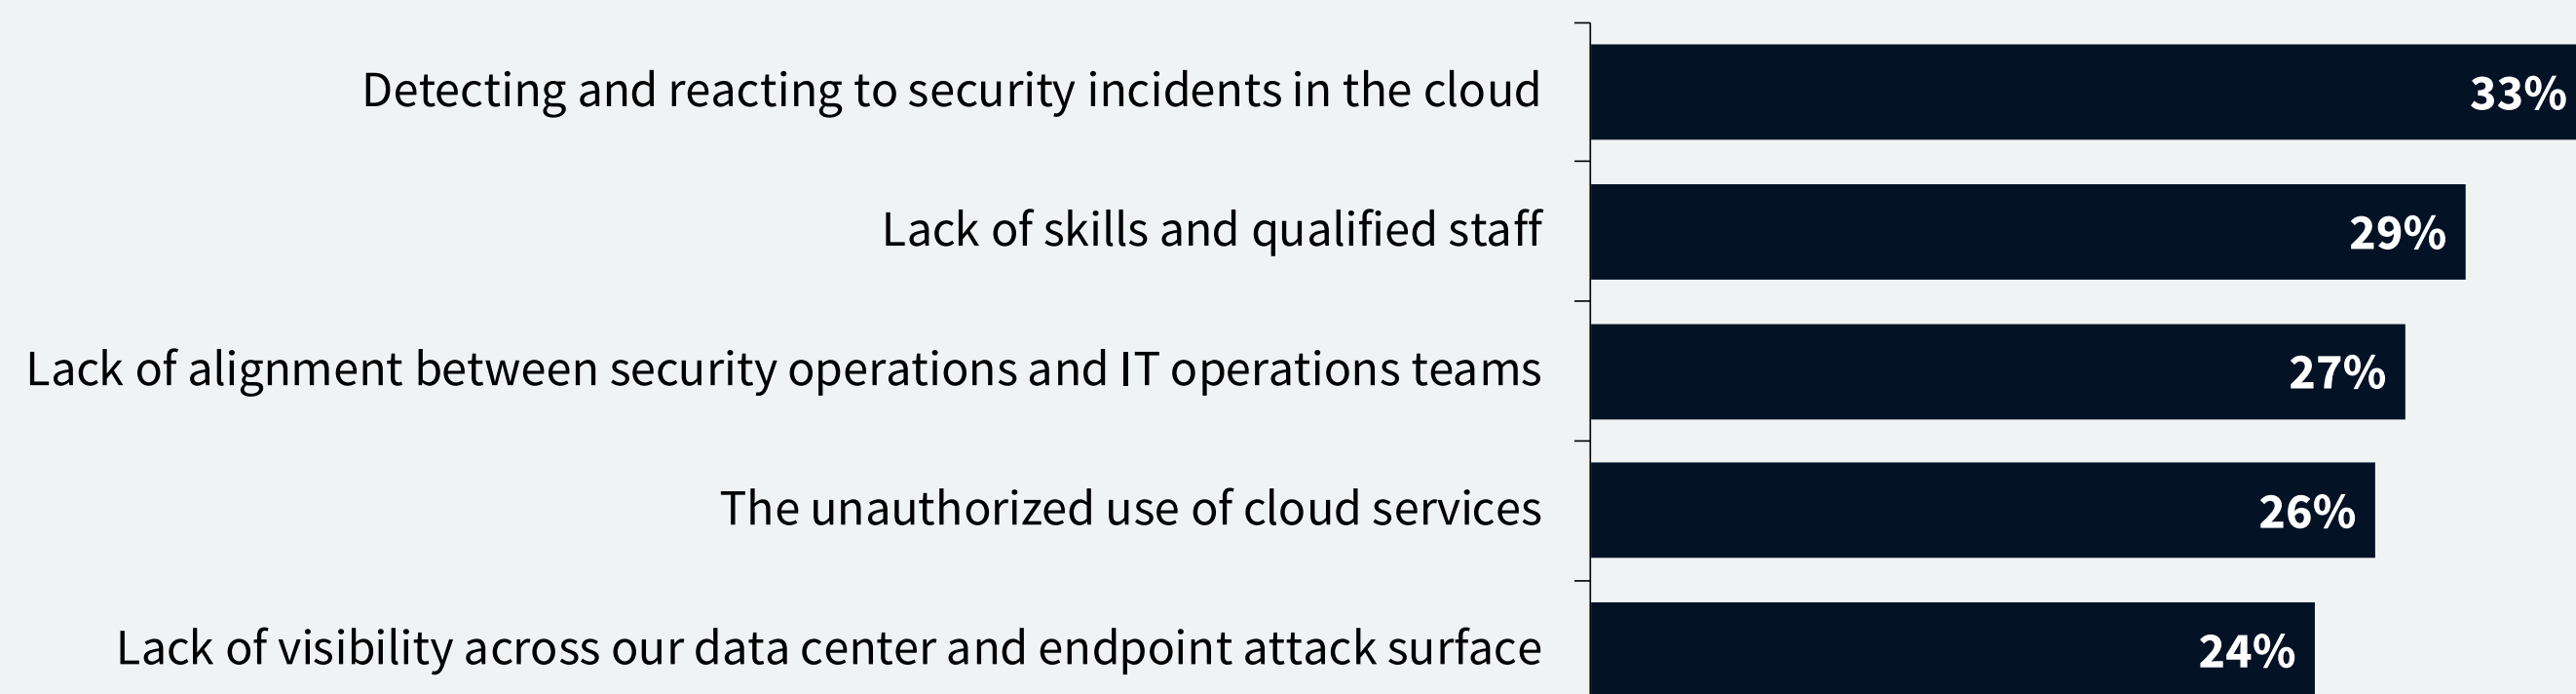 Detecting and reacting to security incidents in the cloud 33%
Lack of skills and qualified staff 29%
Lack of alignment between security operations and IT operations teams 27%
The unauthorized use of cloud services 26%
Lack of visibility across our data center and endpoint attack surface 24%